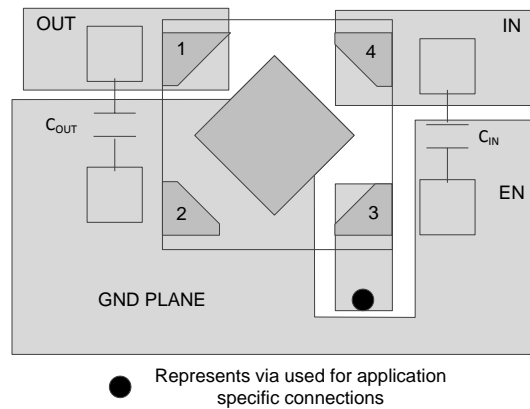 OUT
IN
1
4
COUT
CIN
2
3
EN
GND PLANE
Represents via used for application
specific connections